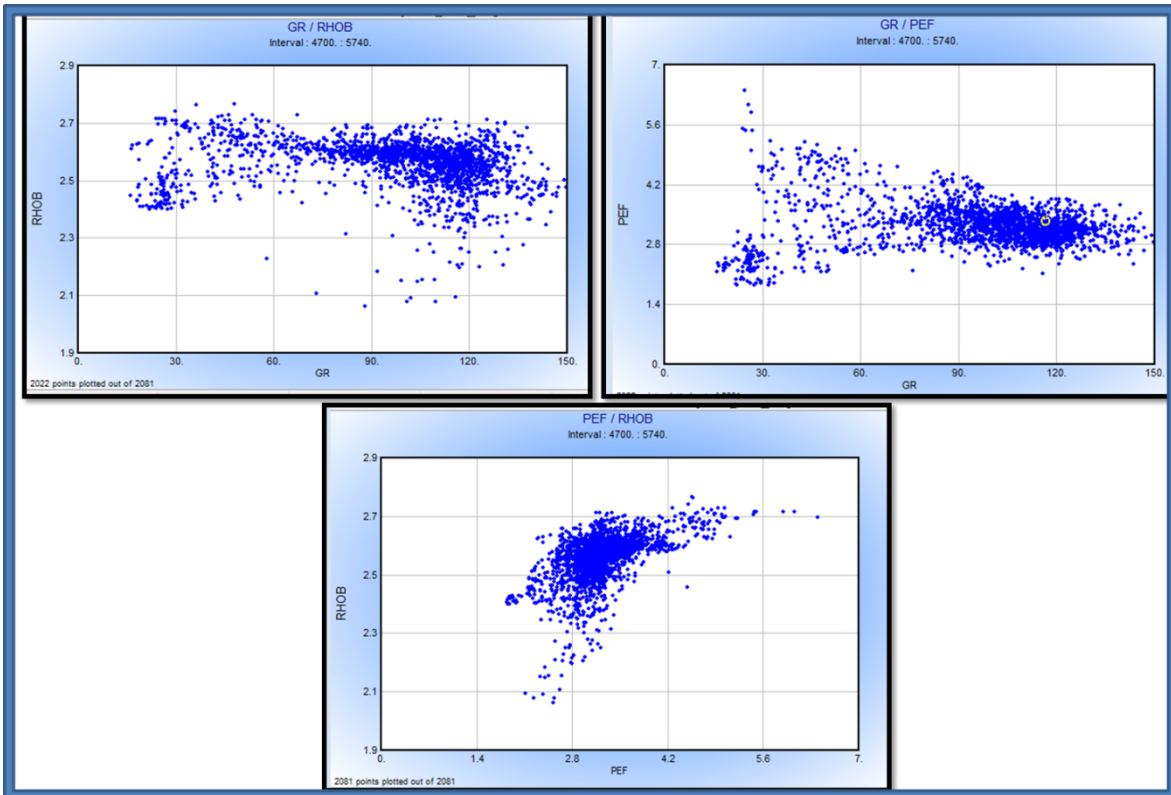 GR / RHOB
Interval : 4700. : 5740.
2.9
2.7
2.5
2.3
2.1
1.9
RHOB
0. 30. 60. 90. 120. 150.
GR
2022 points plotted out of 2081
GR / PEF
Interval : 4700. : 5740.
7.
5.6
4.2
2.8
1.4
0.
PEF
0. 30. 60. 90. 120. 150.
GR
PEF / RHOB
Interval : 4700. : 5740.
2.9
2.7
2.5
2.3
2.1
1.9
RHOB
0. 1.4 2.8 4.2 5.6 7.
PEF
2081 points plotted out of 2081